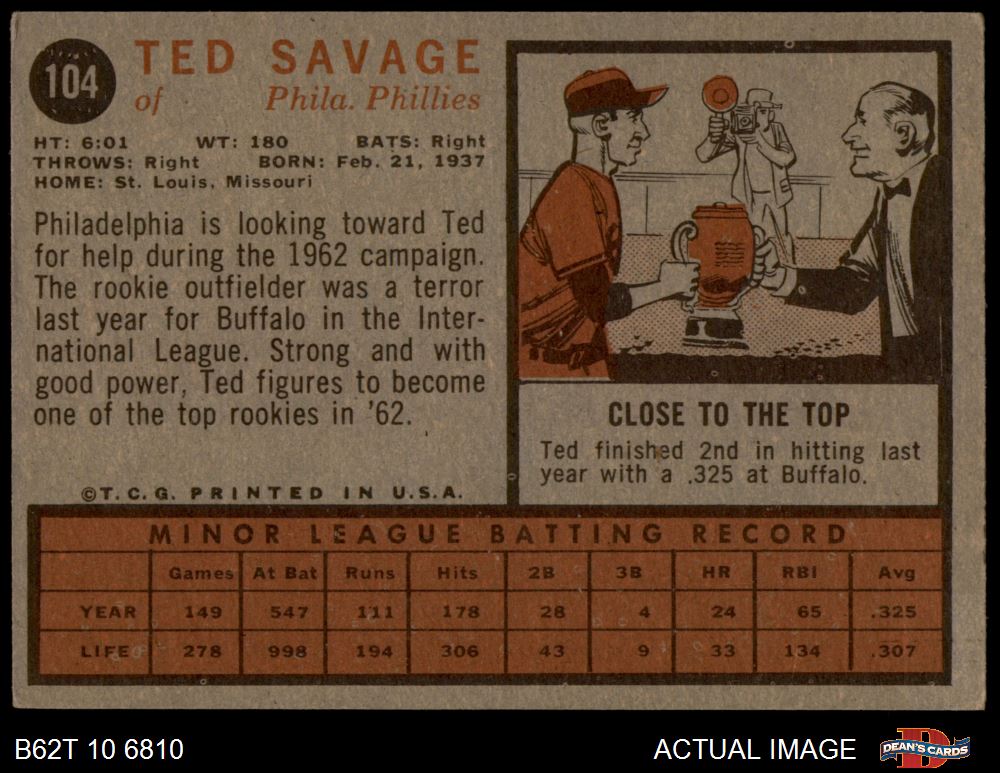 104
TED SAVAGE
of Phila. Phillies
HT: 6:01 WT: 180 BATS: Right
THROWS: Right BORN: Feb. 21, 1937
HOME: St. Louis, Missouri
Philadelphia is looking toward Ted
for help during the 1962 campaign.
The rookie outfielder was a terror
last year for Buffalo in the Inter-
national League. Strong and with
good power, Ted figures to become
one of the top rookies in '62.
©T.C.G. PRINTED IN U.S.A.
CLOSE TO THE TOP
Ted finished 2nd in hitting last
year with a .325 at Buffalo.
MINOR LEAGUE BATTING RECORD
Games At Bat Runs Hits 2B 3B HR RBI Avg
YEAR 149 547 111 178 28 4 24 65 .325
LIFE 278 998 194 306 43 9 33 134 .307
B62T 10 6810
ACTUAL IMAGE
DEAN'S CARDS